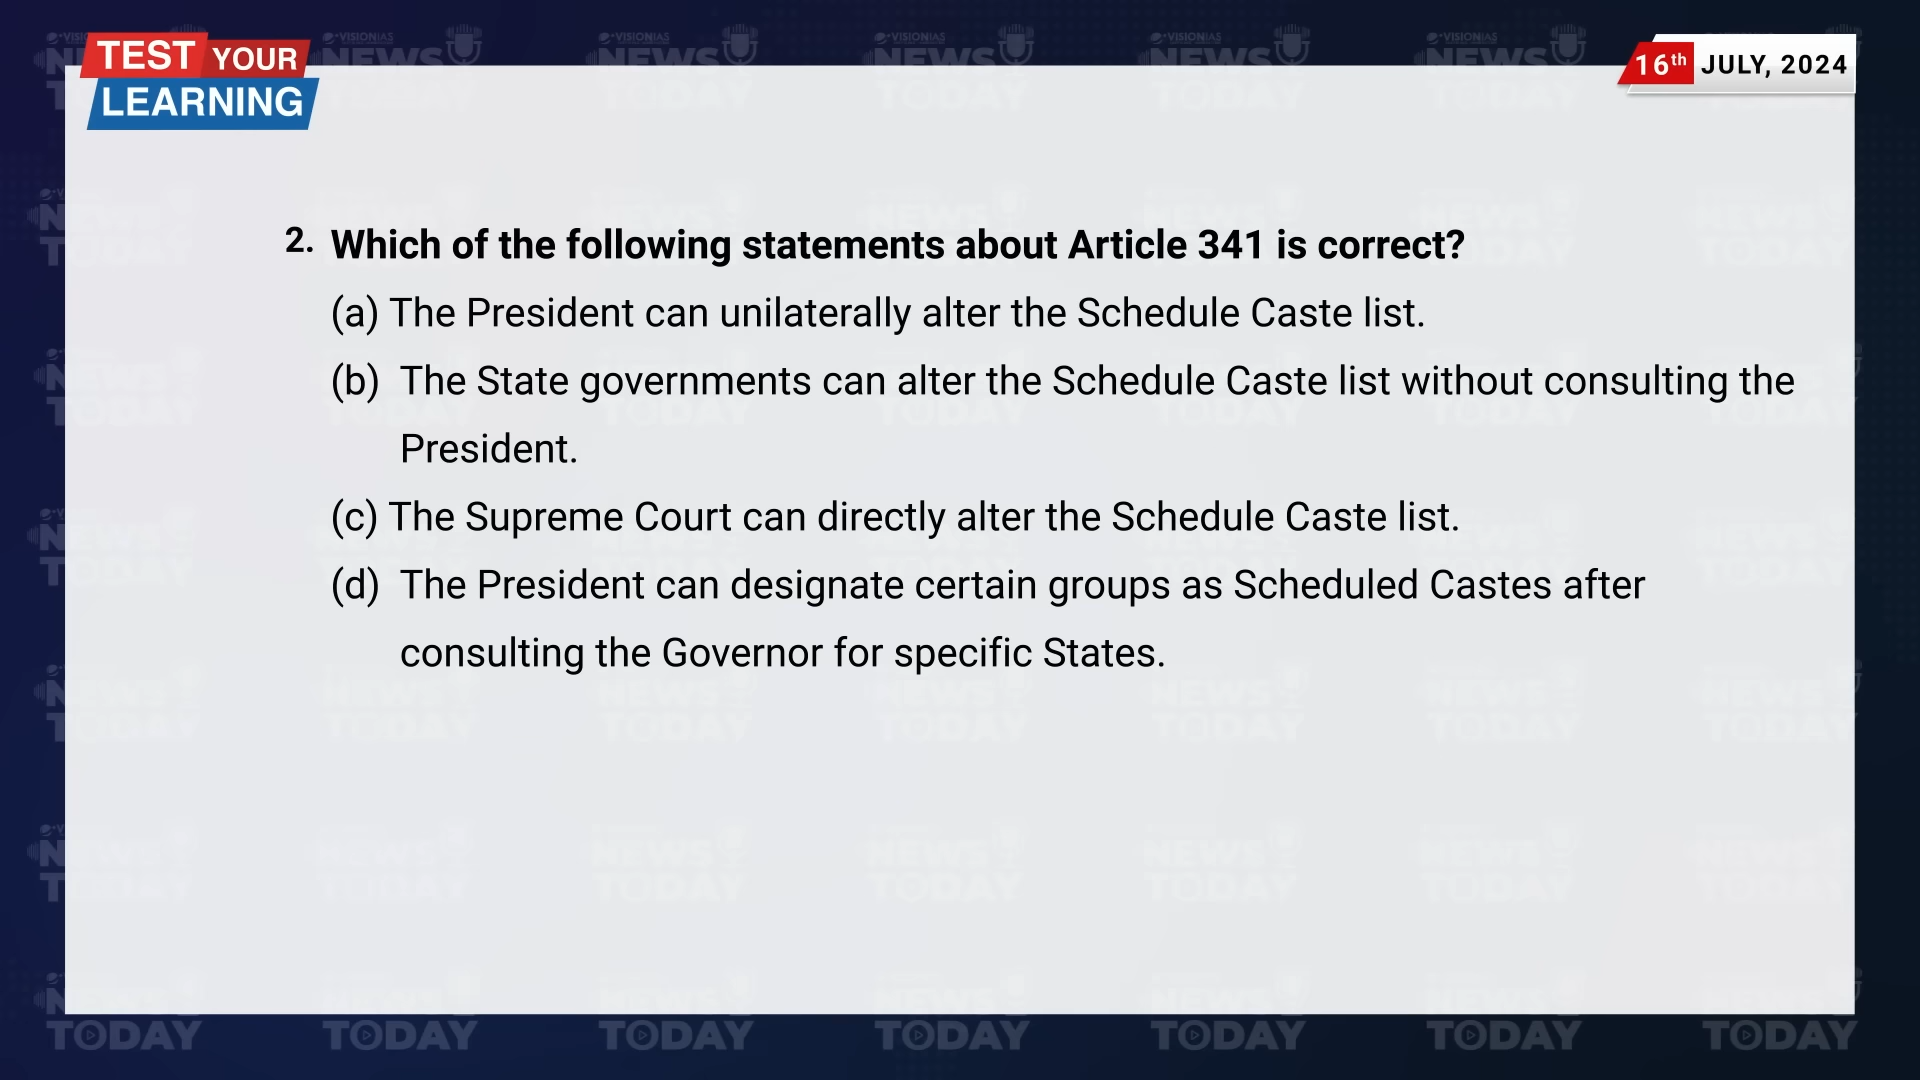 TEST YOUR
LEARNING
16th JULY, 2024
2. Which of the following statements about Article 341 is correct?
(a) The President can unilaterally alter the Schedule Caste list.
(b) The State governments can alter the Schedule Caste list without consulting the
President.
(c) The Supreme Court can directly alter the Schedule Caste list.
(d) The President can designate certain groups as Scheduled Castes after
consulting the Governor for specific States.
VISIONIAS
NEWS
TODAY